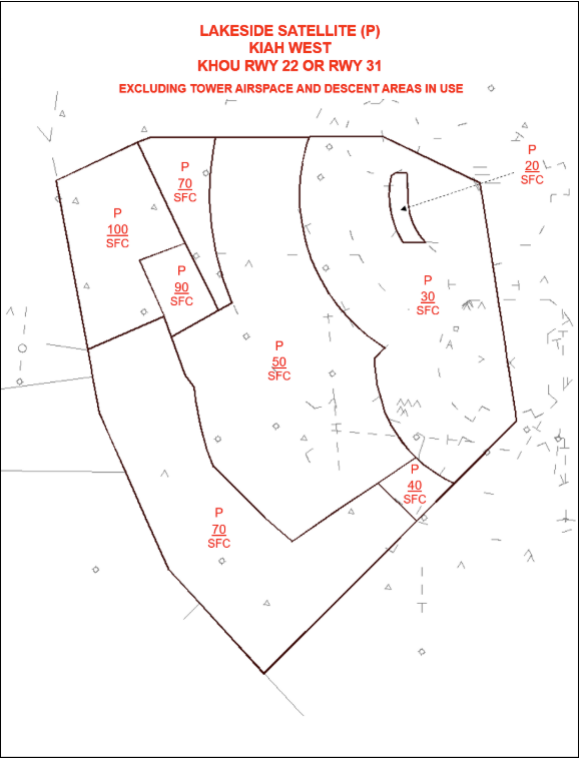 LAKESIDE SATELLITE (P)
KIAH WEST
KHOU RWY 22 OR RWY 31
EXCLUDING TOWER AIRSPACE AND DESCENT AREAS IN USE
P
20
SFC
P
70
SFC
P
100
SFC
P
90
SFC
P
30
SFC
P
50
SFC
P
40
SFC
P
70
SFC